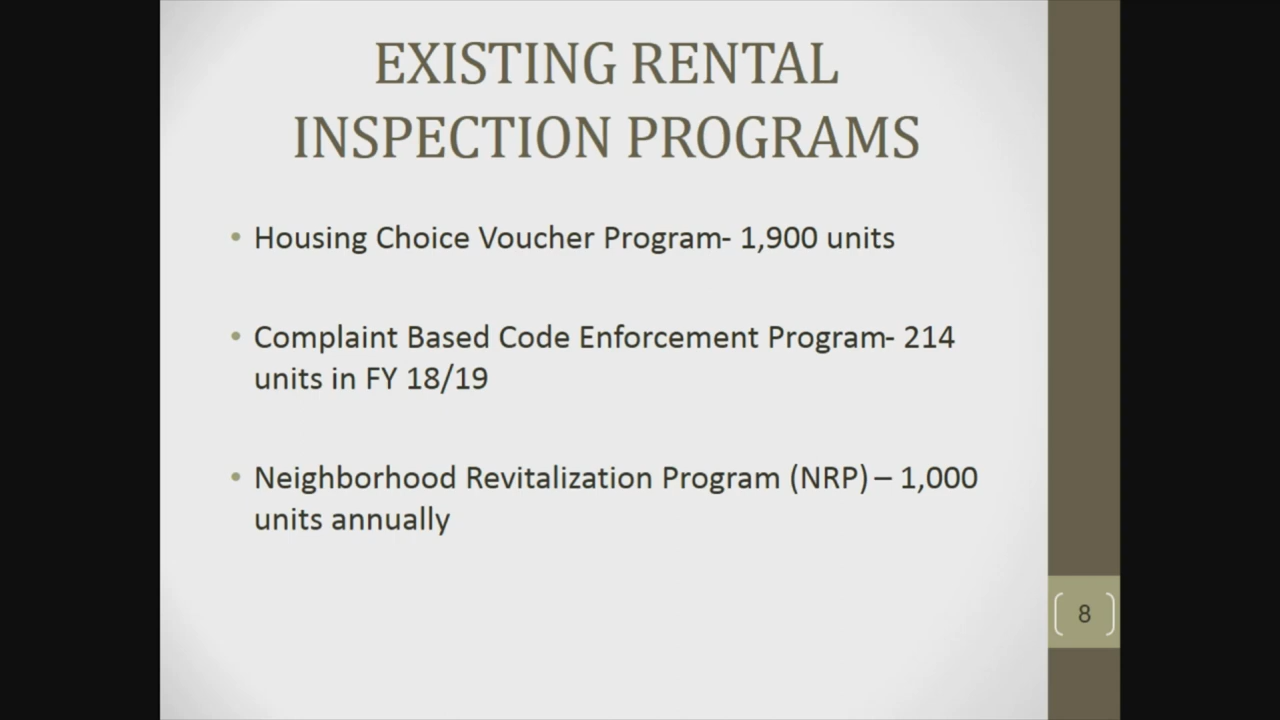 EXISTING RENTAL
INSPECTION PROGRAMS
• Housing Choice Voucher Program- 1,900 units
• Complaint Based Code Enforcement Program- 214
units in FY 18/19
• Neighborhood Revitalization Program (NRP) – 1,000
units annually
8